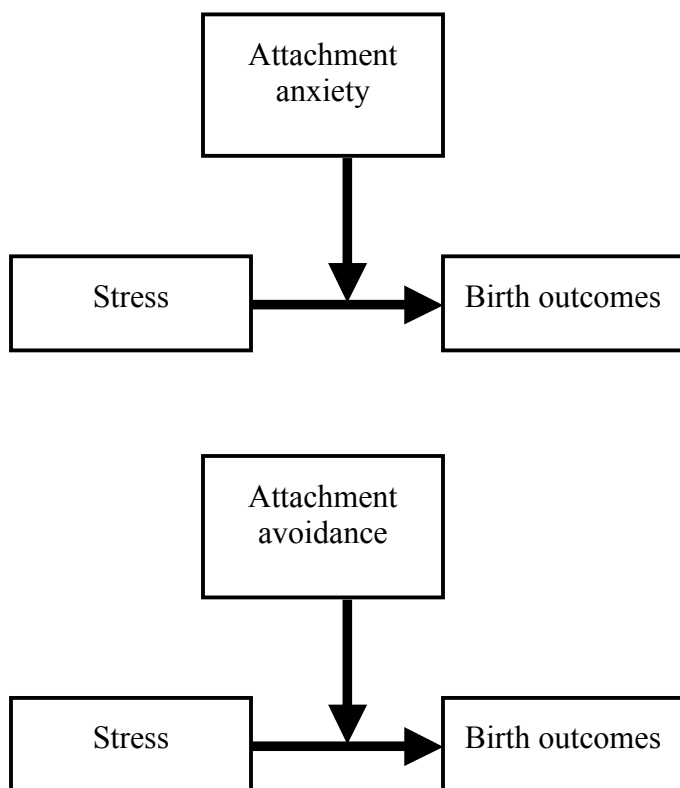 Attachment
anxiety
Stress
Birth outcomes
Attachment
avoidance
Stress
Birth outcomes